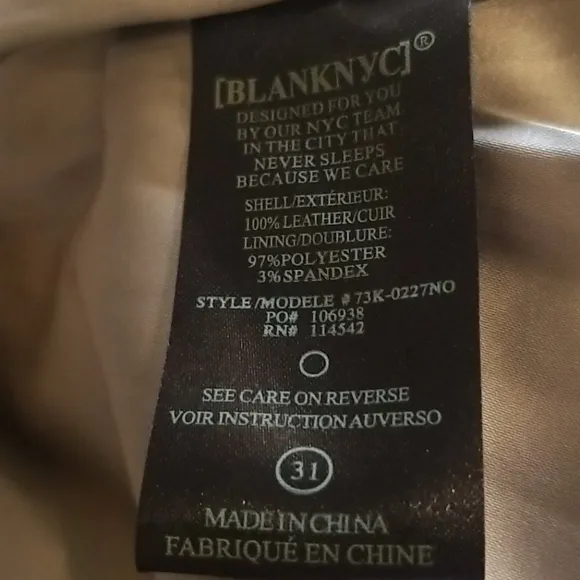 [BLANKNYC]®
DESIGNED FOR YOU
BY OUR NYC TEAM
IN THE CITY THAT
NEVER SLEEPS
BECAUSE WE CARE
SHELL/EXTÉRIEUR:
100% LEATHER/CUIR
LINING/DOUBLURE:
97%POLYESTER
3%SPANDEX
STYLE/MODELE # 73K-0227NO
PO# 106938
RN# 114542
SEE CARE ON REVERSE
VOIR INSTRUCTION AUVERSO
31
MADE IN CHINA
FABRIQUÉ EN CHINE